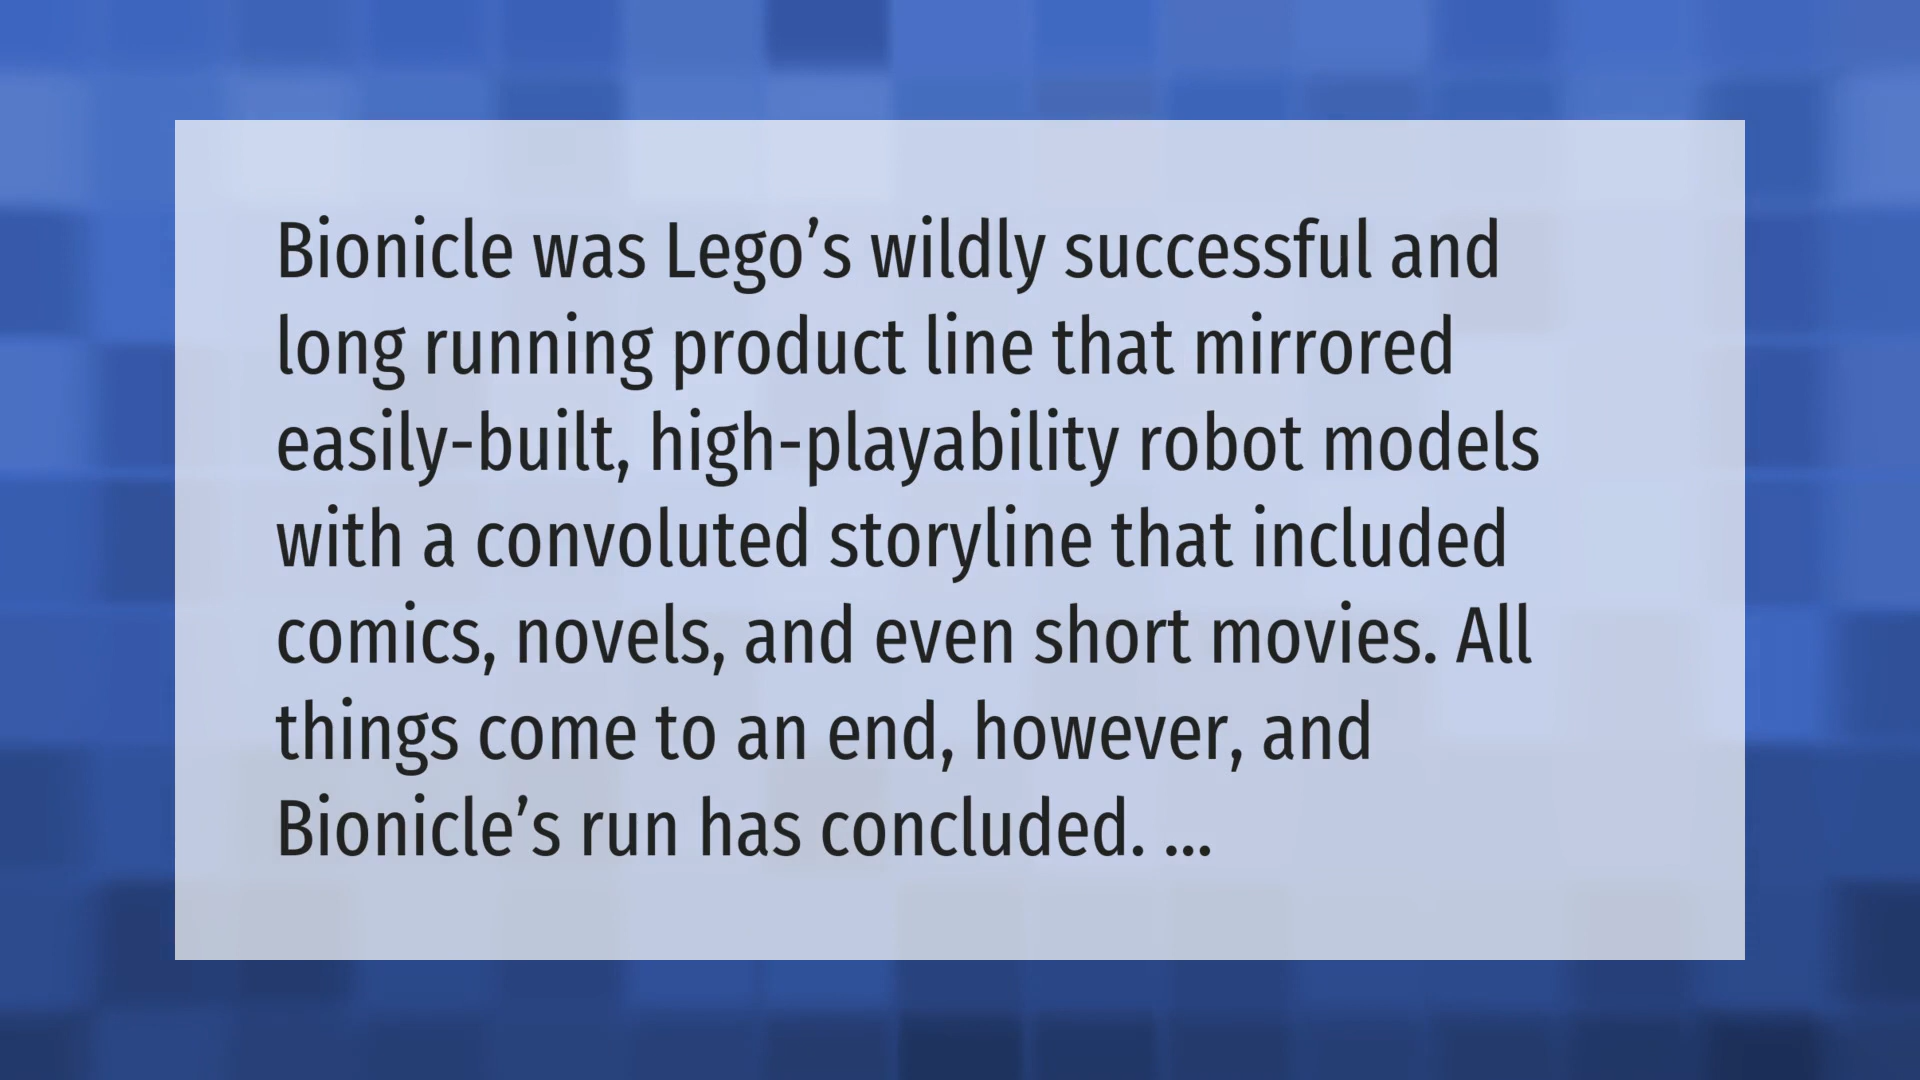 Bionicle was Lego’s wildly successful and
long running product line that mirrored
easily-built, high-playability robot models
with a convoluted storyline that included
comics, novels, and even short movies. All
things come to an end, however, and
Bionicle’s run has concluded. ...